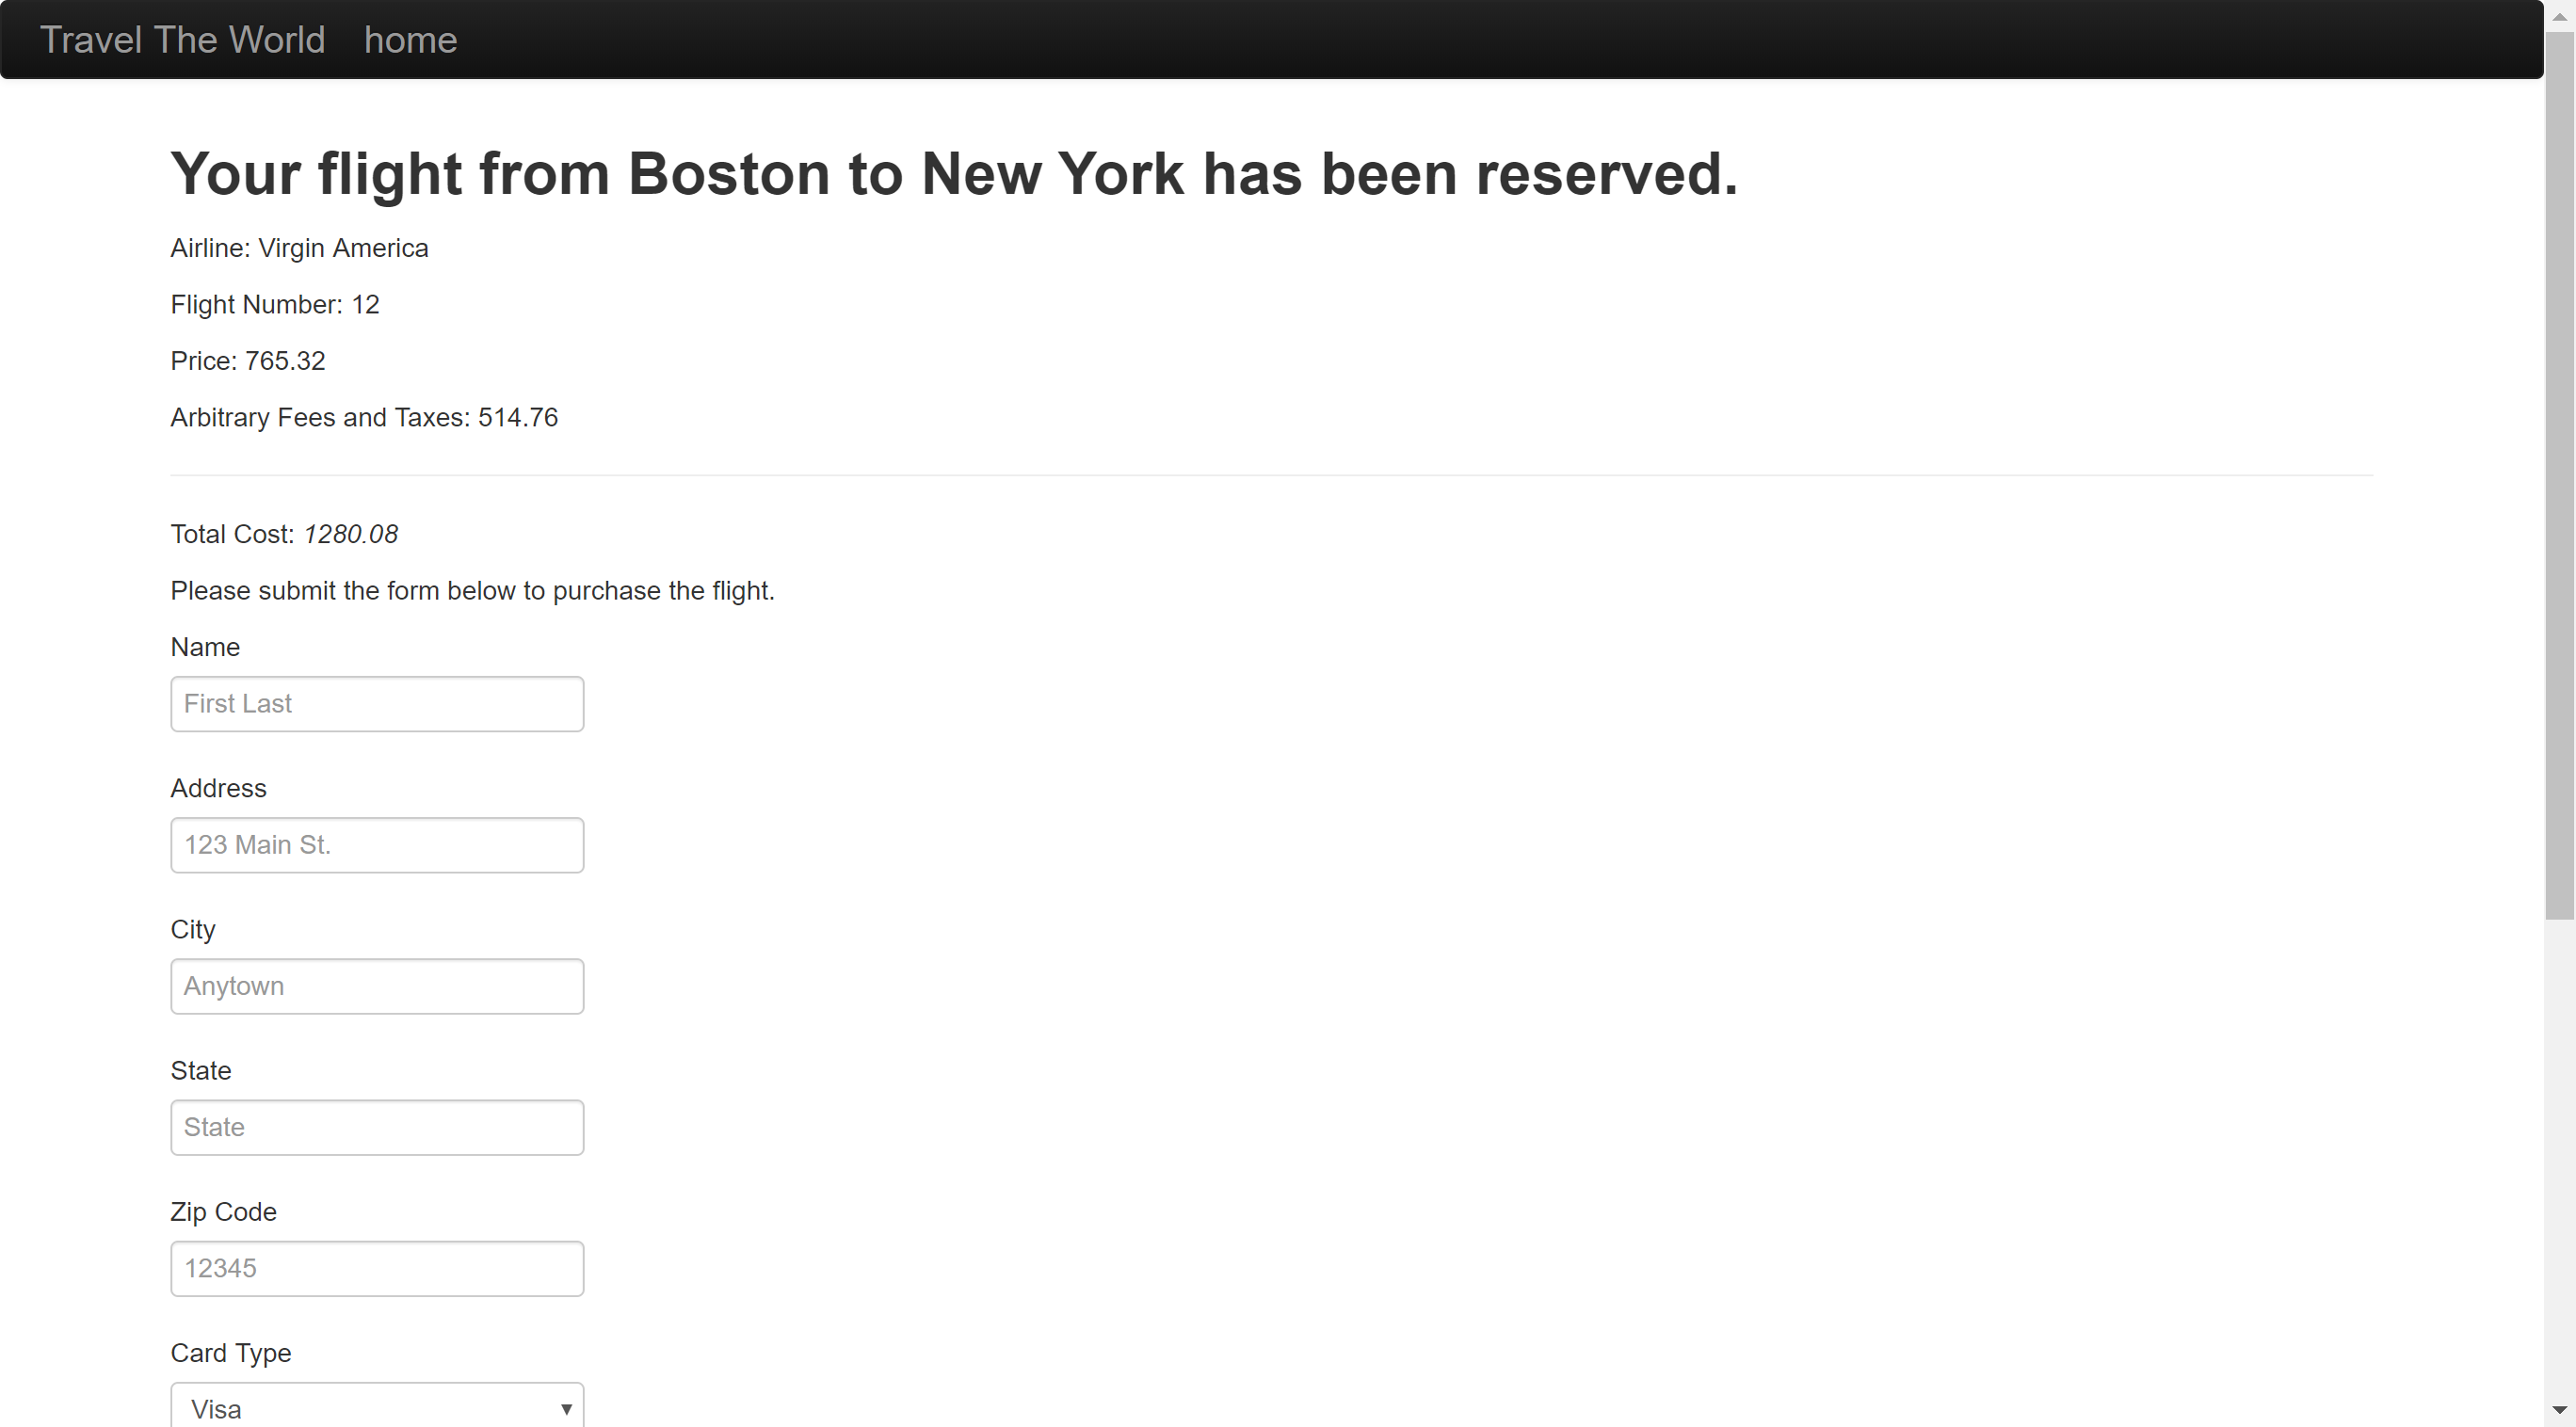 Travel The World home
Your flight from Boston to New York has been reserved.
Airline: Virgin America
Flight Number: 12
Price: 765.32
Arbitrary Fees and Taxes: 514.76
Total Cost: 1280.08
Please submit the form below to purchase the flight.
Name
First Last
Address
123 Main St.
City
Anytown
State
State
Zip Code
12345
Card Type
Visa